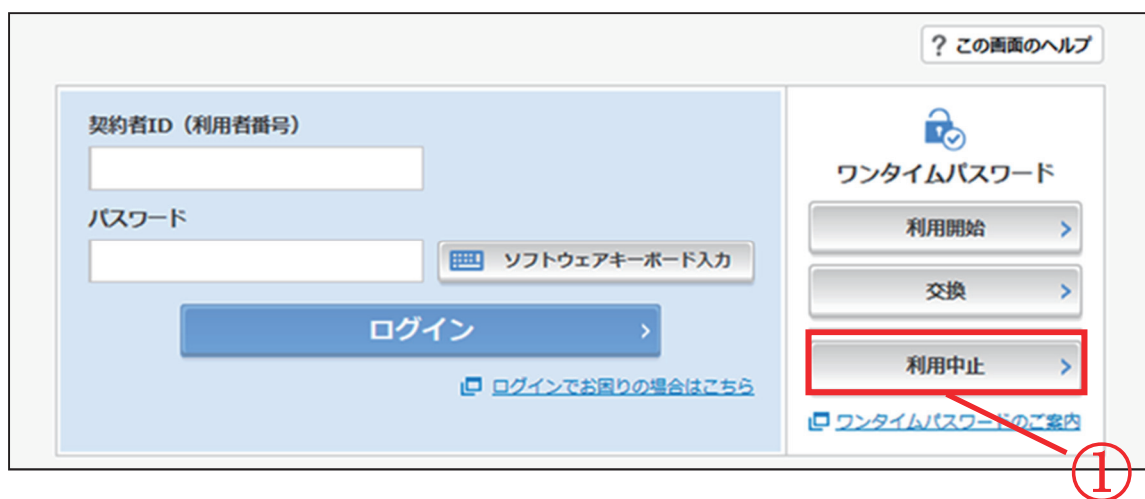 ? この画面のヘルプ
契約者ID（利用者番号）
パスワード
ソフトウェアキーボード入力
ログイン
ログインでお困りの場合はこちら
ワンタイムパスワード
利用開始
交換
利用中止
ワンタイムパスワードのご案内
①